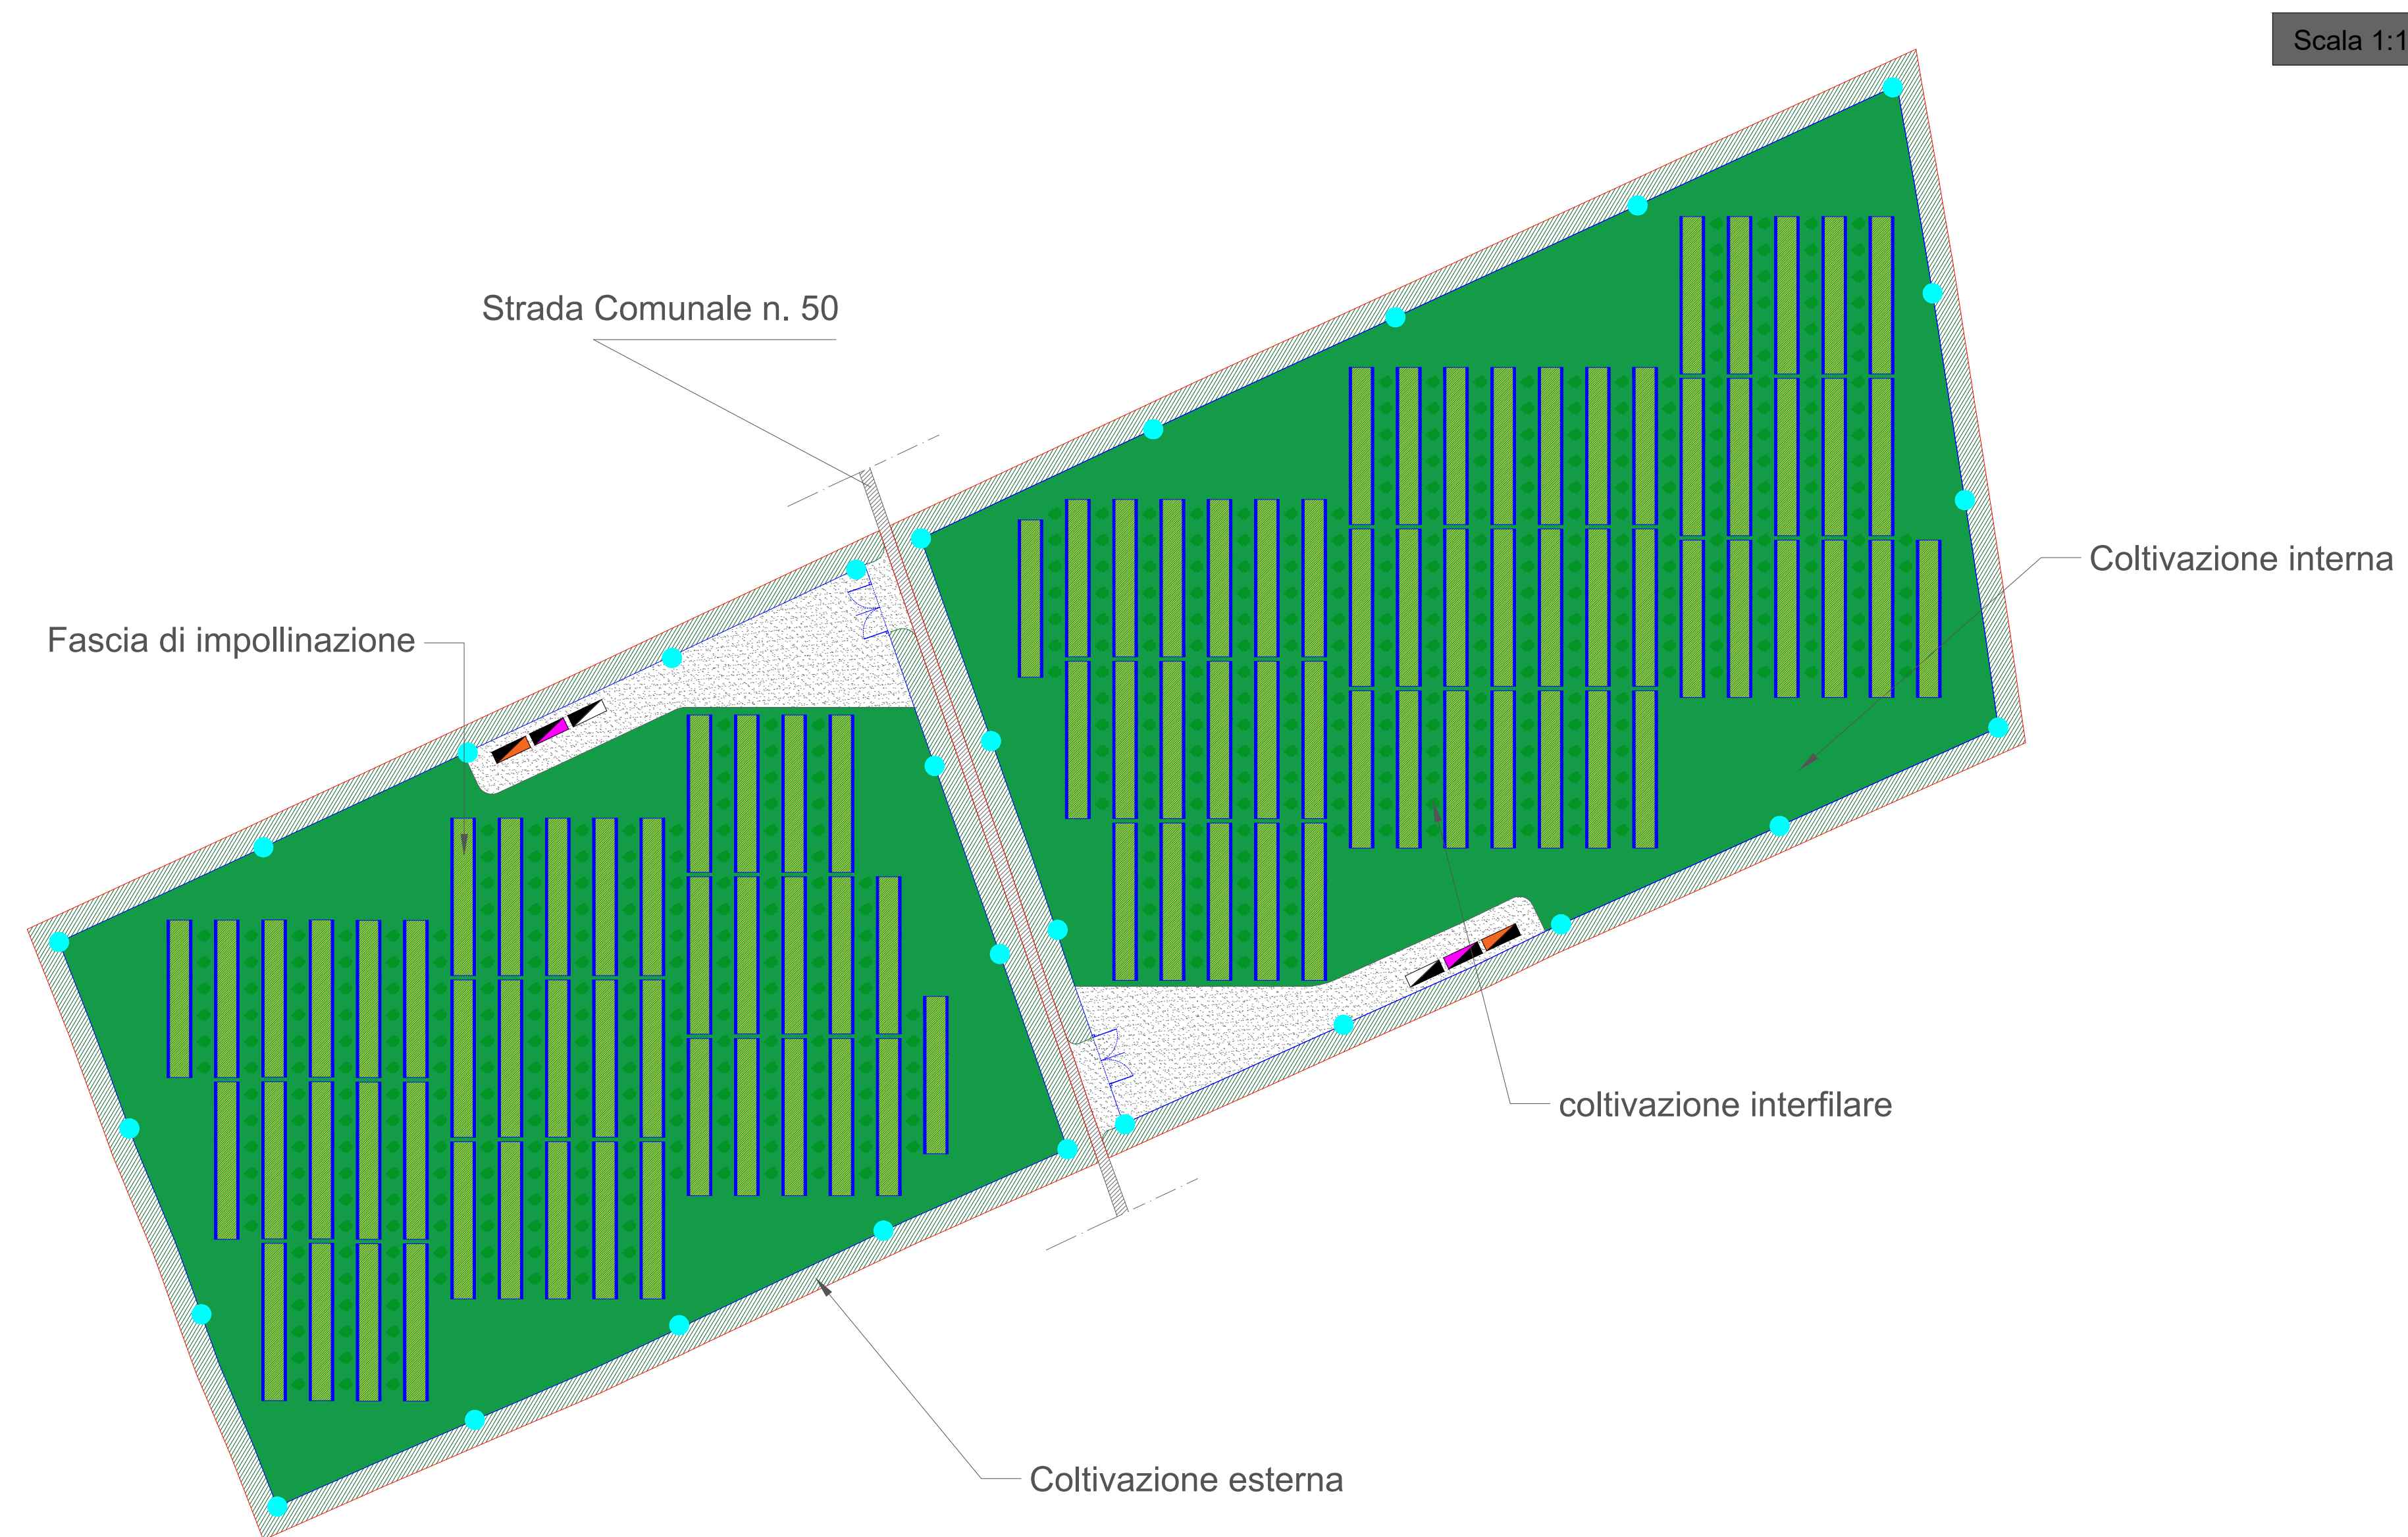 Scala 1:1
Strada Comunale n. 50
Coltivazione interna
Fascia di impollinazione
coltivazione interfilare
Coltivazione esterna